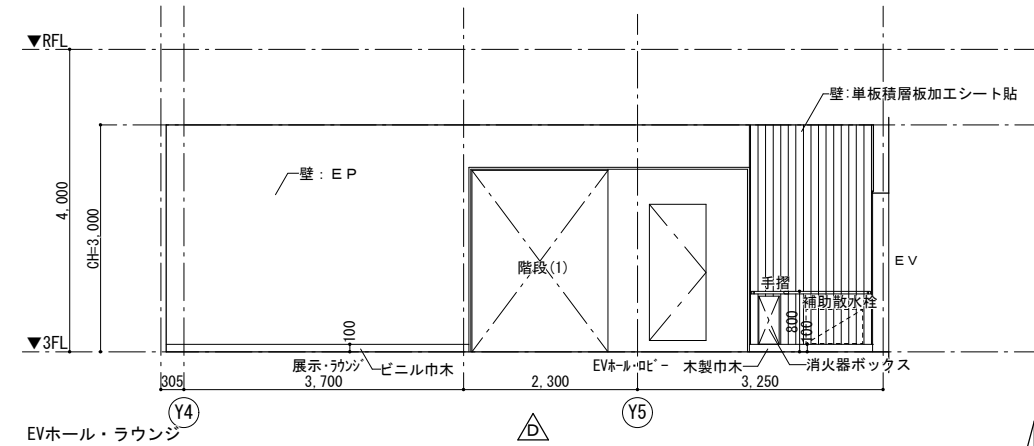 ▼RFL
壁:単板積層板加工シート貼
壁：ＥＰ
4,000
CH=3,000
階段(1)
ＥＶ
手摺
補助散水栓
100
800
100
▼3FL
展示・ラウンジ
ビニル巾木
EVホール・ロビー
木製巾木
消火器ボックス
305
3,700
2,300
3,250
Y4
Y5
EVホール・ラウンジ
D